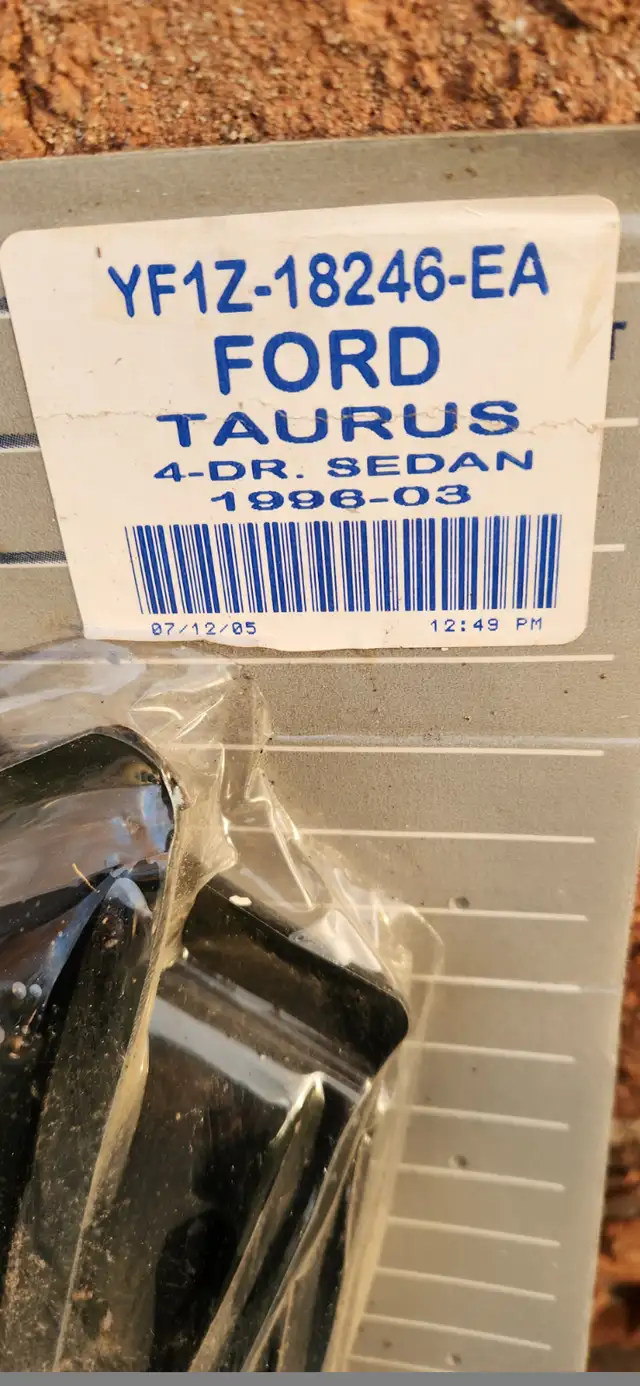 YF1Z-18246-EA
FORD
TAURUS
4-DR. SEDAN
1996-03
07/12/05 12:49 PM
T